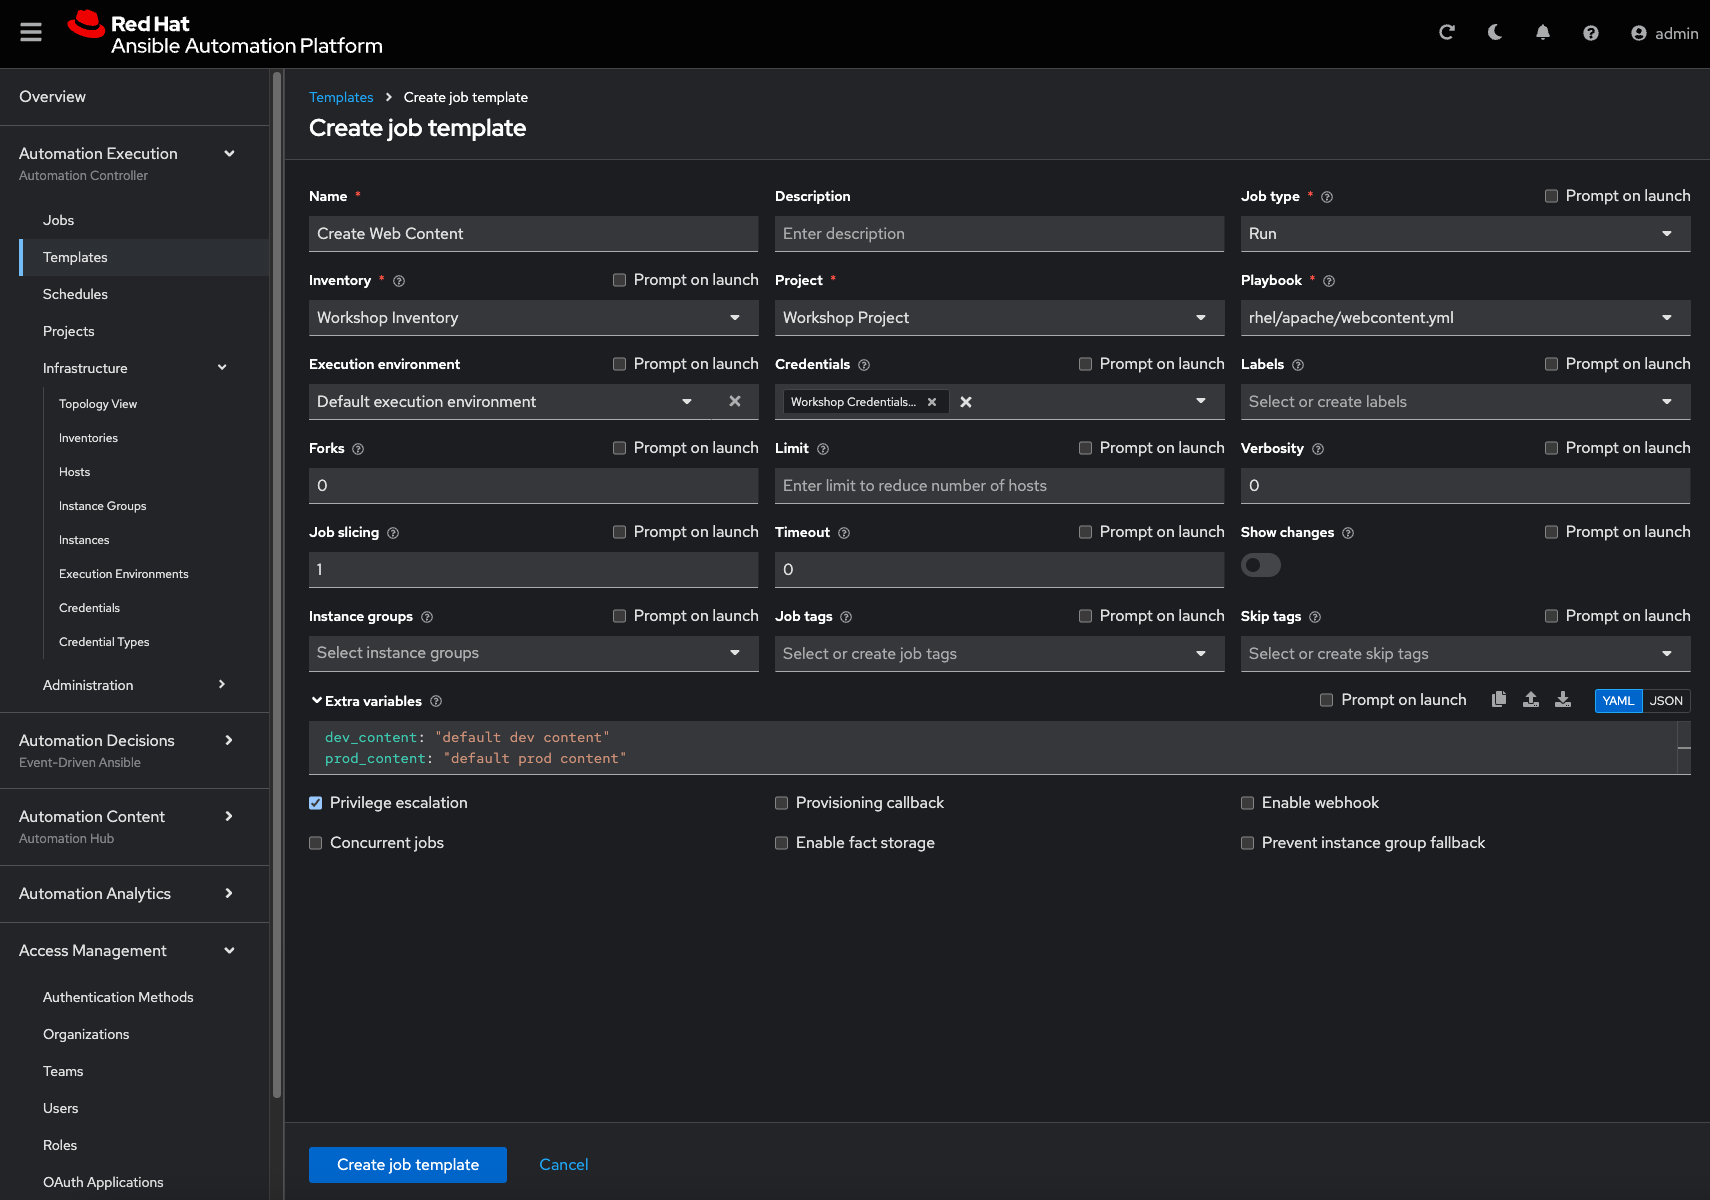 Red Hat
Ansible Automation Platform
admin
Overview
Automation Execution
Automation Controller
Jobs
Templates
Schedules
Projects
Infrastructure
Topology View
Inventories
Hosts
Instance Groups
Instances
Execution Environments
Credentials
Credential Types
Administration
Automation Decisions
Event-Driven Ansible
Automation Content
Automation Hub
Automation Analytics
Access Management
Authentication Methods
Organizations
Teams
Users
Roles
OAuth Applications
Templates > Create job template
Create job template
Name *
Create Web Content
Description
Enter description
Job type * Prompt on launch
Run
Inventory * Prompt on launch
Workshop Inventory
Project *
Workshop Project
Playbook *
rhel/apache/webcontent.yml
Execution environment Prompt on launch
Default execution environment
Credentials Prompt on launch
Workshop Credentials...
Labels Prompt on launch
Select or create labels
Forks Prompt on launch
0
Limit Prompt on launch
Enter limit to reduce number of hosts
Verbosity Prompt on launch
0
Job slicing Prompt on launch
1
Timeout Prompt on launch
0
Show changes Prompt on launch
Instance groups Prompt on launch
Select instance groups
Job tags Prompt on launch
Select or create job tags
Skip tags Prompt on launch
Select or create skip tags
Extra variables Prompt on launch YAML JSON
dev_content: "default dev content"
prod_content: "default prod content"
Privilege escalation
Provisioning callback
Enable webhook
Concurrent jobs
Enable fact storage
Prevent instance group fallback
Create job template
Cancel